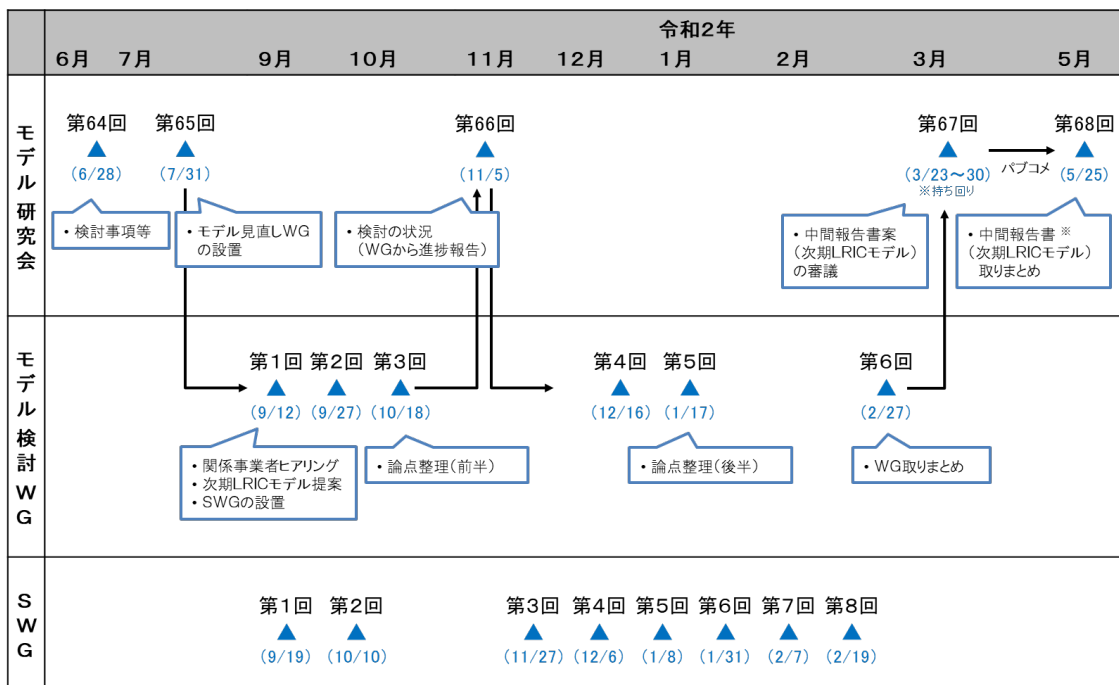 令和2年
6月 7月 9月 10月 11月 12月 1月 2月 3月 5月
モデル研究会
第64回 第65回 第66回 第67回 第68回
(6/28) (7/31) (11/5) (3/23～30) パブコメ (5/25)
※持ち回り
・検討事項等
・モデル見直しWG
の設置
・検討の状況
(WGから進捗報告)
・中間報告書案
(次期LRICモデル)
の審議
・中間報告書※
(次期LRICモデル)
取りまとめ
モデル検討WG
第1回 第2回 第3回 第4回 第5回 第6回
(9/12) (9/27) (10/18) (12/16) (1/17) (2/27)
・関係事業者ヒアリング
・次期LRICモデル提案
・SWGの設置
・論点整理(前半)
・論点整理(後半)
・WG取りまとめ
SWG
第1回 第2回 第3回 第4回 第5回 第6回 第7回 第8回
(9/19) (10/10) (11/27) (12/6) (1/8) (1/31) (2/7) (2/19)